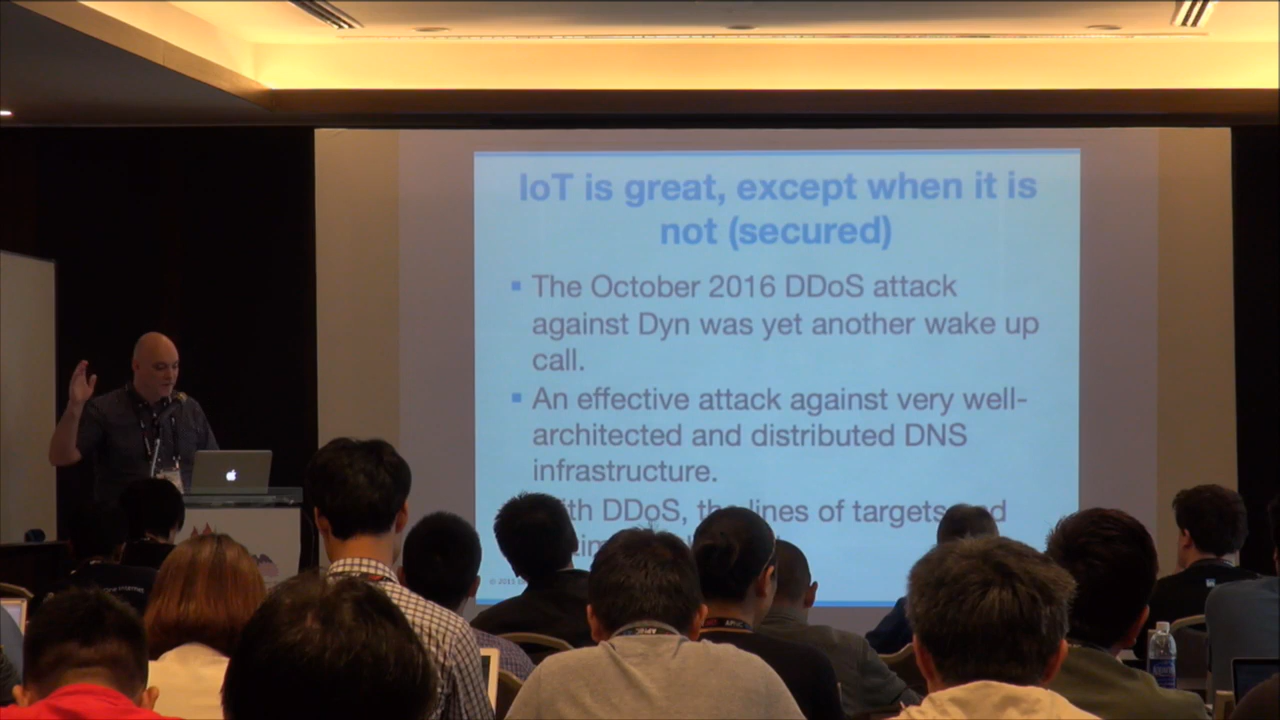 IoT is great, except when it is
not (secured)
The October 2016 DDoS attack
against Dyn was yet another wake up
call.
An effective attack against very well-
architected and distributed DNS
infrastructure.
DDoS, the lines of targets